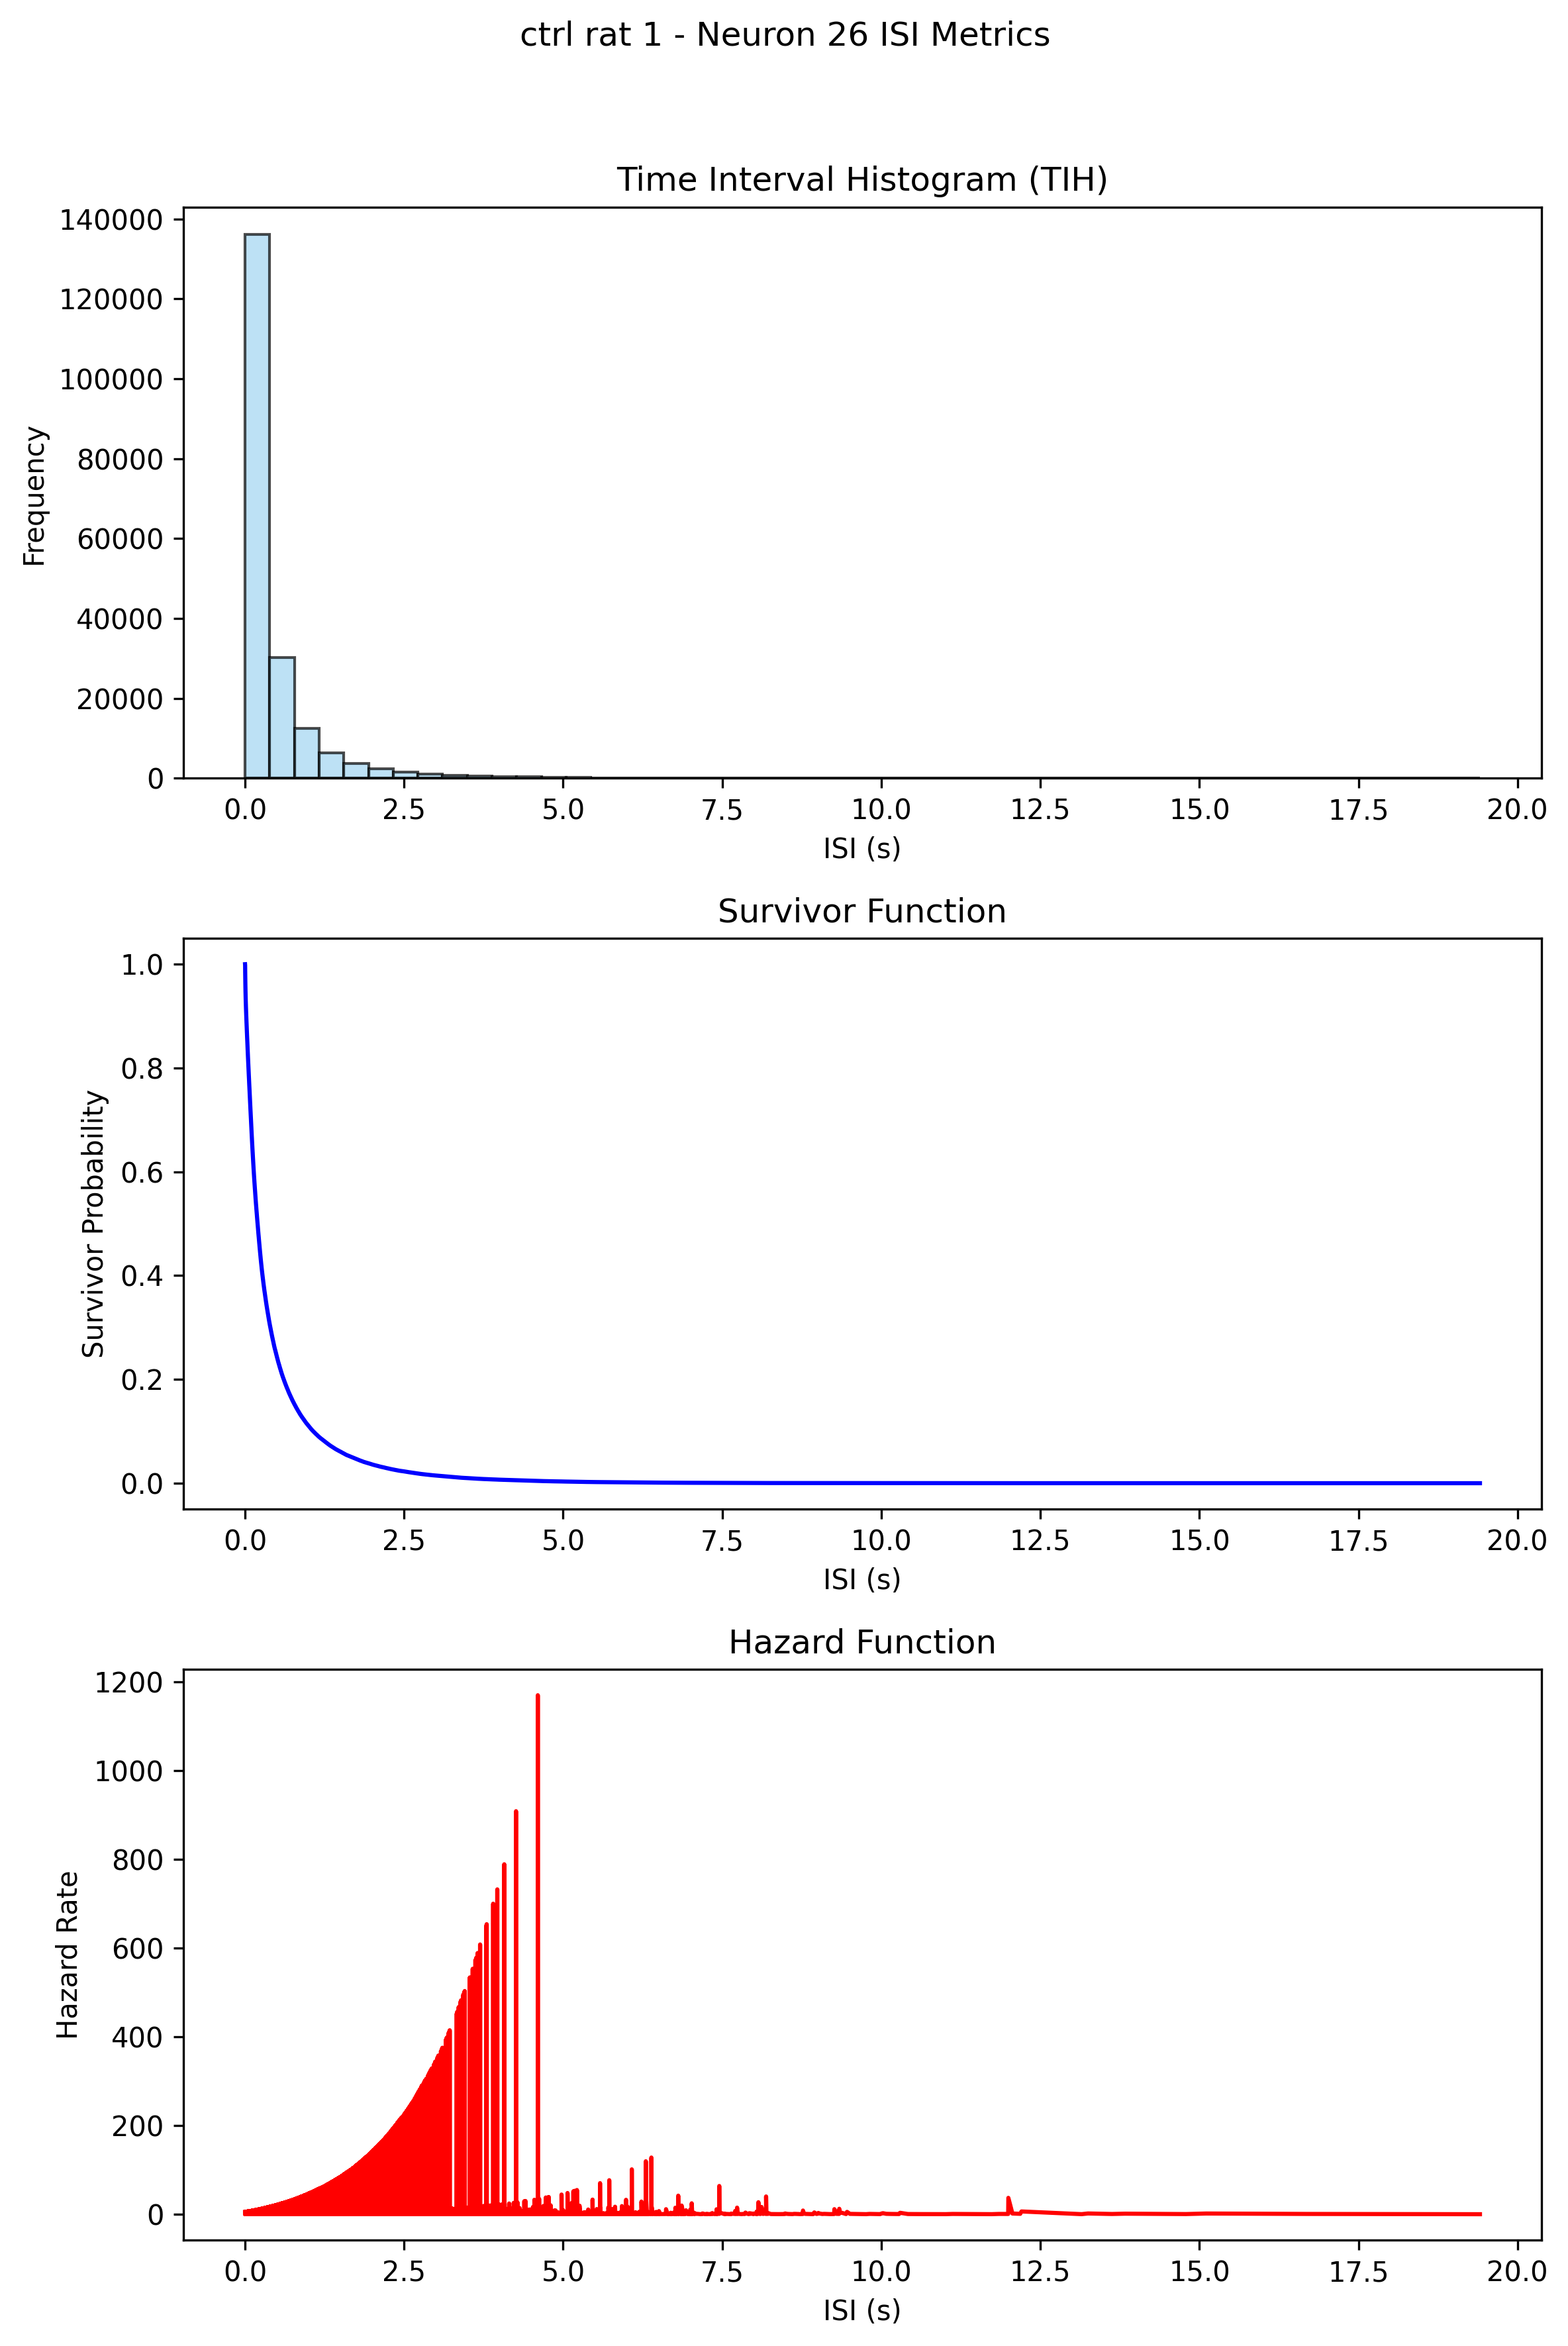 ctrl rat 1 - Neuron 26 ISI Metrics
Time Interval Histogram (TIH)
140000
120000
100000
80000
60000
40000
20000
0
Frequency
0.0 2.5 5.0 7.5 10.0 12.5 15.0 17.5 20.0
ISI (s)
Survivor Function
1.0
0.8
0.6
0.4
0.2
0.0
Survivor Probability
0.0 2.5 5.0 7.5 10.0 12.5 15.0 17.5 20.0
ISI (s)
Hazard Function
1200
1000
800
600
400
200
0
Hazard Rate
0.0 2.5 5.0 7.5 10.0 12.5 15.0 17.5 20.0
ISI (s)